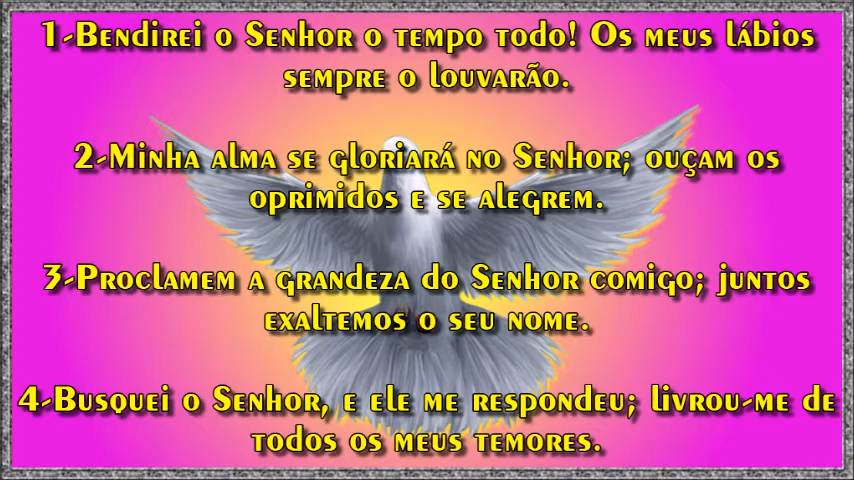 1-Bendirei o Senhor o tempo todo! Os meus lábios
sempre o louvarão.
2-Minha alma se gloriará no Senhor; ouçam os
oprimidos e se alegrem.
3-Proclamem a grandeza do Senhor comigo; juntos
exaltemos o seu nome.
4-Busquei o Senhor, e ele me respondeu; livrou-me de
todos os meus temores.